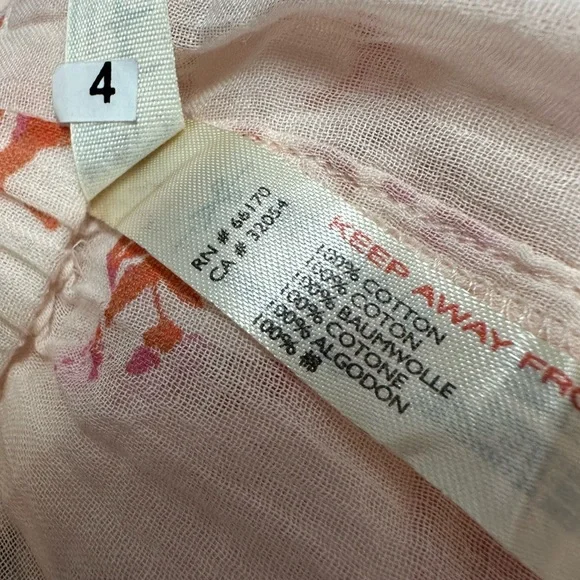 4
RN # 66170
CA # 32054
KEEP AWAY FRO
100% COTTON
100% COTON
100% BAUMWOLLE
100% COTONE
100% ALGODON
100%